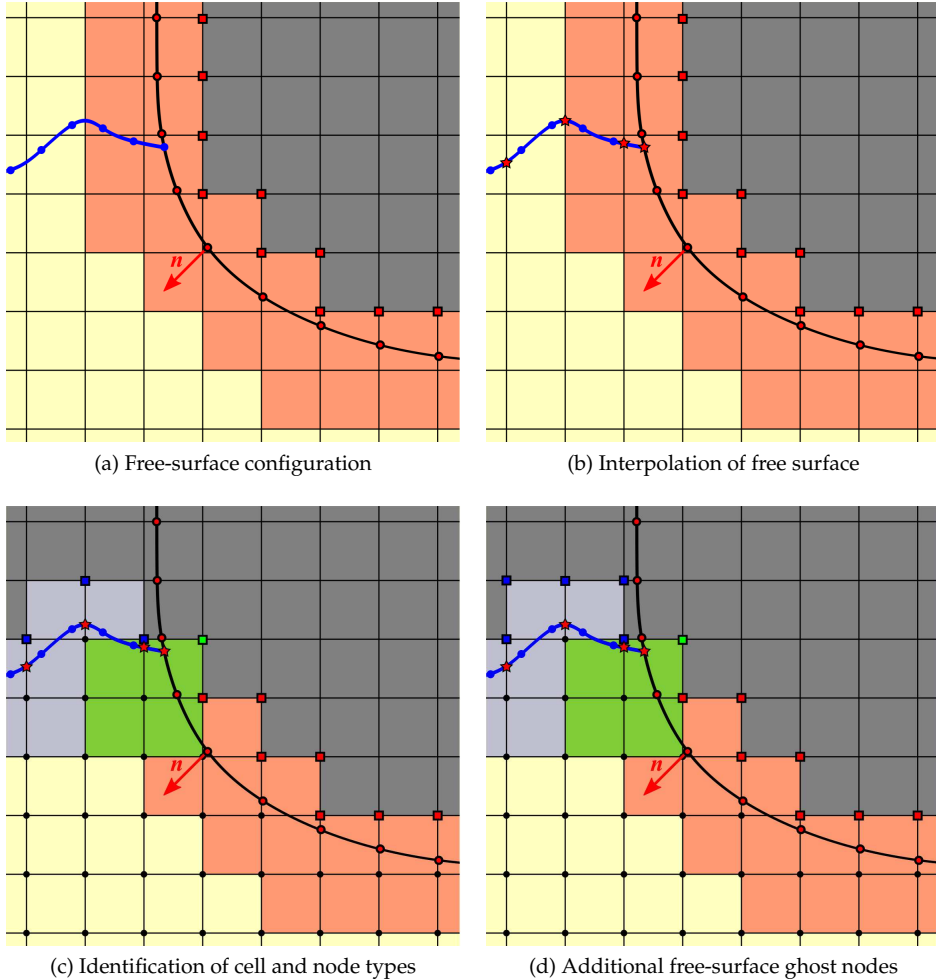 n
n
(a) Free-surface configuration
(b) Interpolation of free surface
n
n
(c) Identification of cell and node types
(d) Additional free-surface ghost nodes